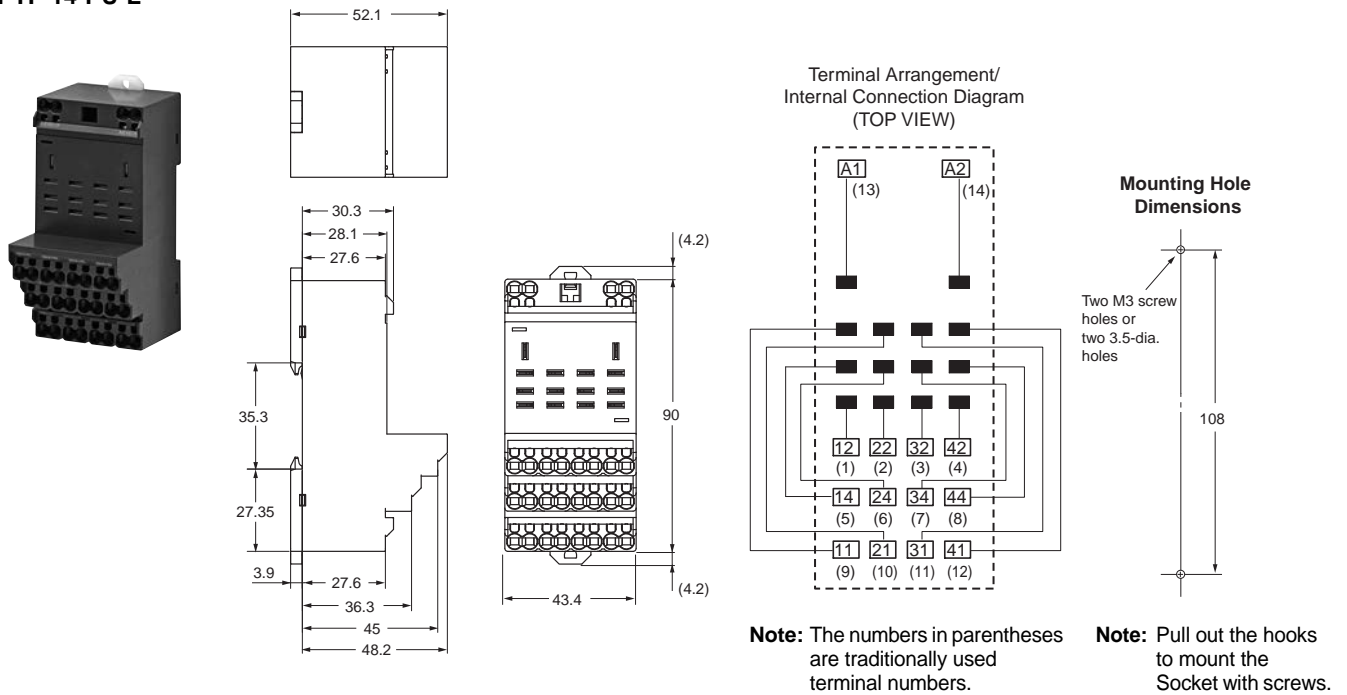 52.1
30.3
28.1
27.6
35.3
27.35
3.9
27.6
36.3
45
48.2
(4.2)
90
43.4
(4.2)
Terminal Arrangement/
Internal Connection Diagram
(TOP VIEW)
A1 A2
(13) (14)
12 22 32 42
(1) (2) (3) (4)
14 24 34 44
(5) (6) (7) (8)
11 21 31 41
(9) (10) (11) (12)
Note: The numbers in parentheses
are traditionally used
terminal numbers.
Mounting Hole
Dimensions
Two M3 screw
holes or
two 3.5-dia.
holes
108
Note: Pull out the hooks
to mount the
Socket with screws.